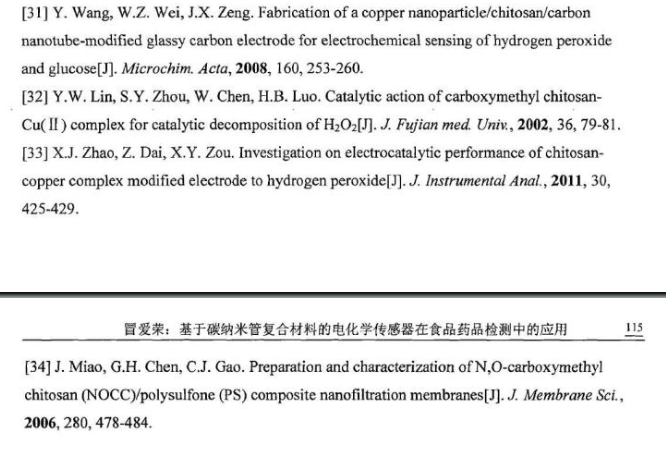 [31] Y. Wang, W.Z. Wei, J.X. Zeng. Fabrication of a copper nanoparticle/chitosan/carbon
nanotube-modified glassy carbon electrode for electrochemical sensing of hydrogen peroxide
and glucose[J]. Microchim. Acta, 2008, 160, 253-260.
[32] Y.W. Lin, S.Y. Zhou, W. Chen, H.B. Luo. Catalytic action of carboxymethyl chitosan-
Cu(Ⅱ) complex for catalytic decomposition of H₂O₂[J]. J. Fujian med. Univ., 2002, 36, 79-81.
[33] X.J. Zhao, Z. Dai, X.Y. Zou. Investigation on electrocatalytic performance of chitosan-
copper complex modified electrode to hydrogen peroxide[J]. J. Instrumental Anal., 2011, 30,
425-429.
冒爱荣：基于碳纳米管复合材料的电化学传感器在食品药品检测中的应用 115
[34] J. Miao, G.H. Chen, C.J. Gao. Preparation and characterization of N,O-carboxymethyl
chitosan (NOCC)/polysulfone (PS) composite nanofiltration membranes[J]. J. Membrane Sci.,
2006, 280, 478-484.